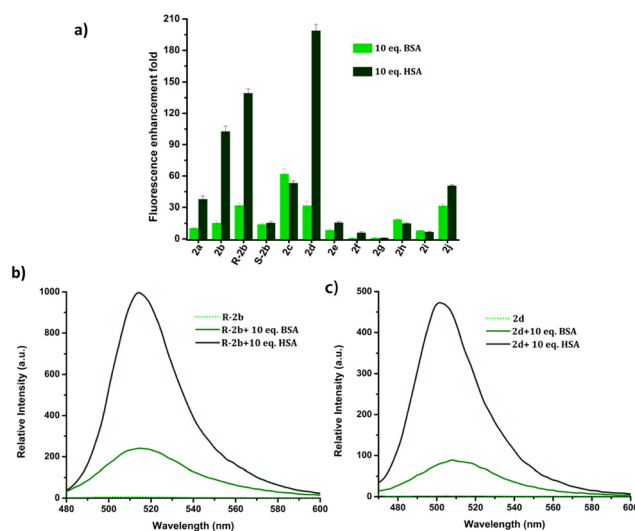 a)
Fluorescence enhancement fold
210
180
150
120
90
60
30
0
10 eq. BSA
10 eq. HSA
2a
2b
R-2b
S-2b
2c
2d
2e
2f
2g
2h
2i
2j
b)
Relative Intensity (a.u.)
1000
800
600
400
200
0
R-2b
R-2b+ 10 eq. BSA
R-2b+10 eq. HSA
480 500 520 540 560 580 600
Wavelength (nm)
c)
Relative Intensity (a.u.)
500
400
300
200
100
0
2d
2d+10 eq. BSA
2d+ 10 eq. HSA
480 500 520 540 560 580 600
Wavelength (nm)